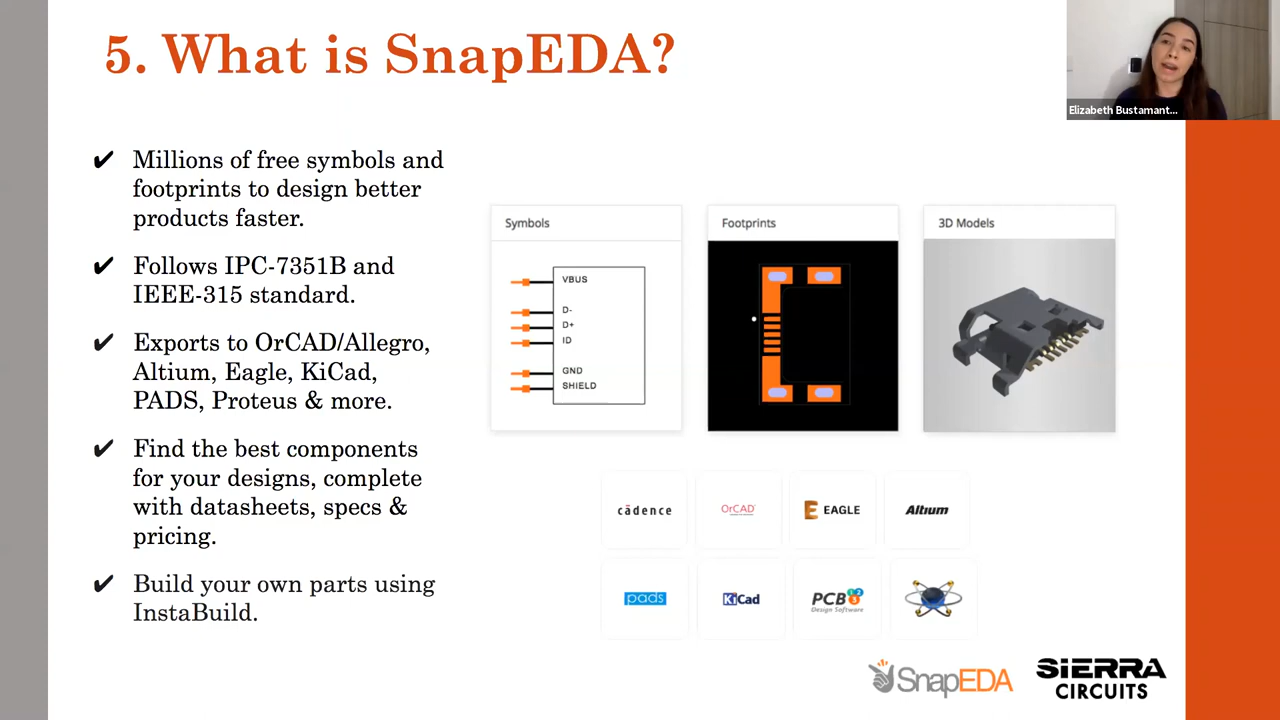 5. What is SnapEDA?
Elizabeth Bustamant...
✔ Millions of free symbols and
footprints to design better
products faster.
✔ Follows IPC-7351B and
IEEE-315 standard.
✔ Exports to OrCAD/Allegro,
Altium, Eagle, KiCad,
PADS, Proteus & more.
✔ Find the best components
for your designs, complete
with datasheets, specs &
pricing.
✔ Build your own parts using
InstaBuild.
Symbols
VBUS
D-
D+
ID
GND
SHIELD
Footprints
3D Models
cādence
OrCAD
EAGLE
Altium
pads
KiCad
PCB123
Design Software
SnapEDA
SIERRA
CIRCUITS